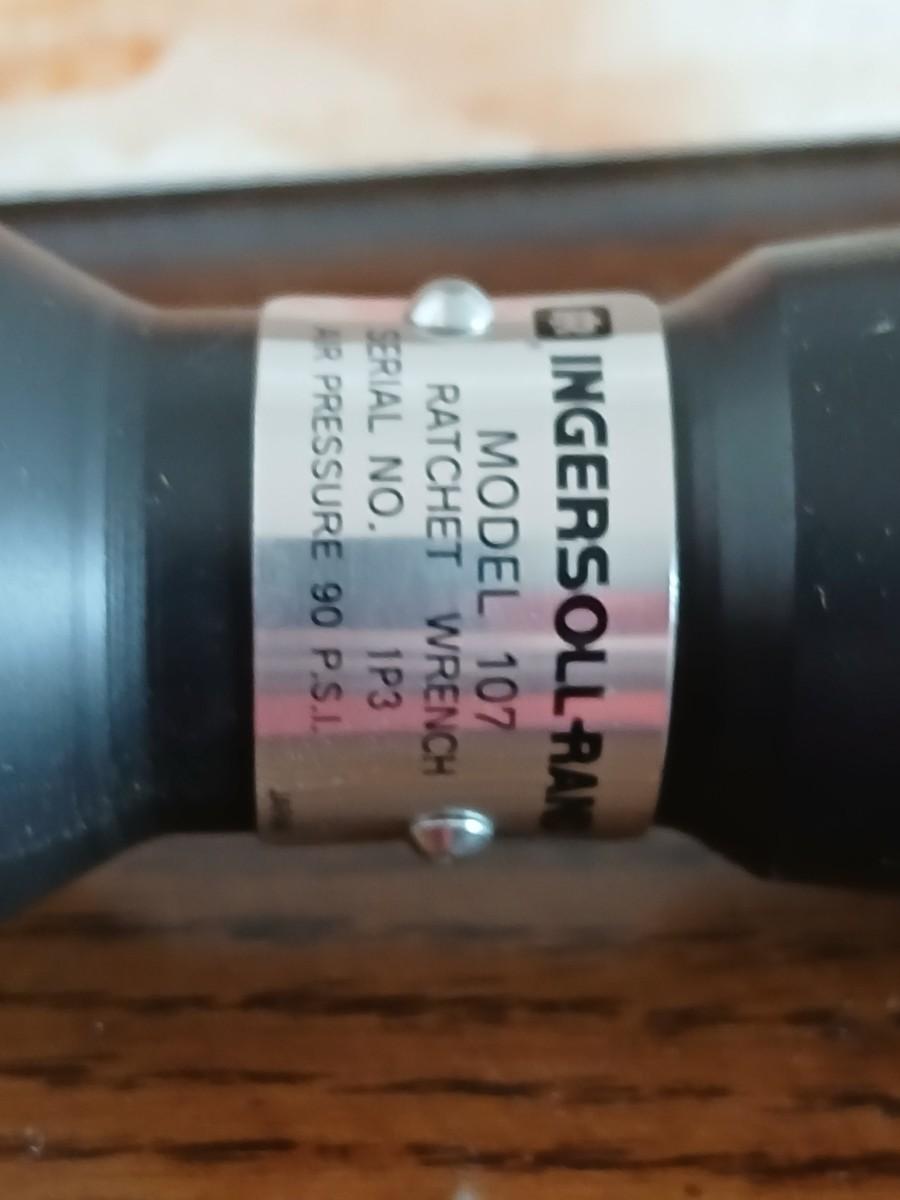 INGERSOLL-RAN
MODEL 107
RATCHET WRENCH
SERIAL NO. 1P3
AIR PRESSURE 90 P.S.I.